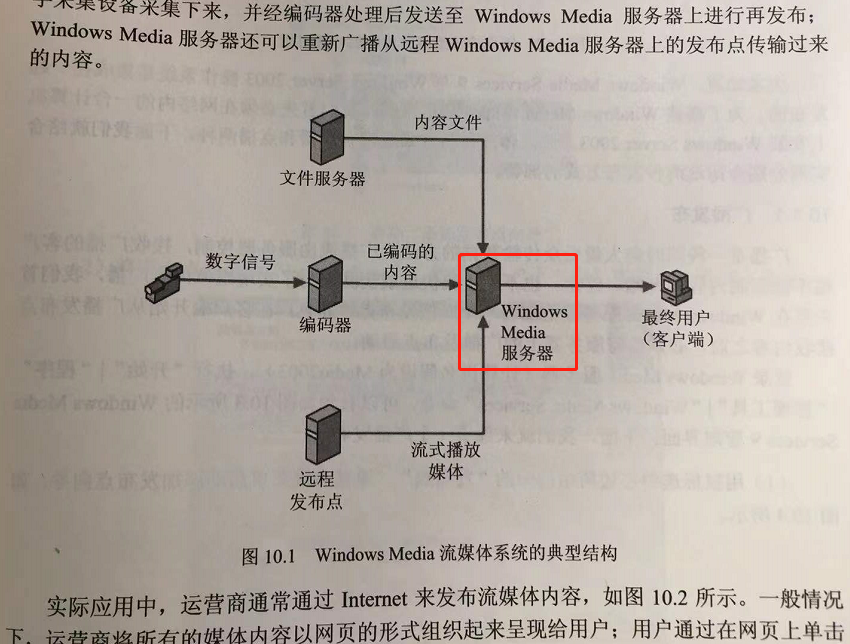 字采集设备采集下来，并经编码器处理后发送至 Windows Media 服务器上进行再发布；
Windows Media 服务器还可以重新广播从远程 Windows Media 服务器上的发布点传输过来
的内容。
内容文件
文件服务器
数字信号
已编码的
内容
编码器
Windows
Media
服务器
最终用户
（客户端）
流式播放
媒体
远程
发布点
图 10.1 Windows Media 流媒体系统的典型结构
实际应用中，运营商通常通过 Internet 来发布流媒体内容，如图 10.2 所示。一般情况
下，运营商将所有的媒体内容以网页的形式组织起来呈现给用户；用户通过在网页上单击